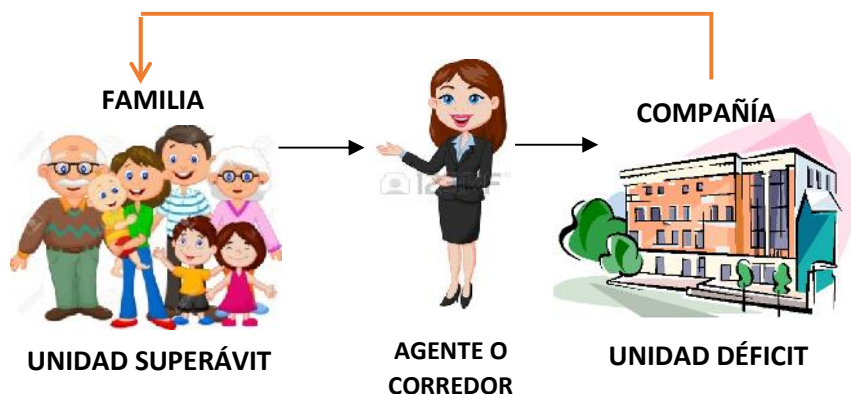 FAMILIA
COMPAÑÍA
UNIDAD SUPERÁVIT
AGENTE O
CORREDOR
UNIDAD DÉFICIT